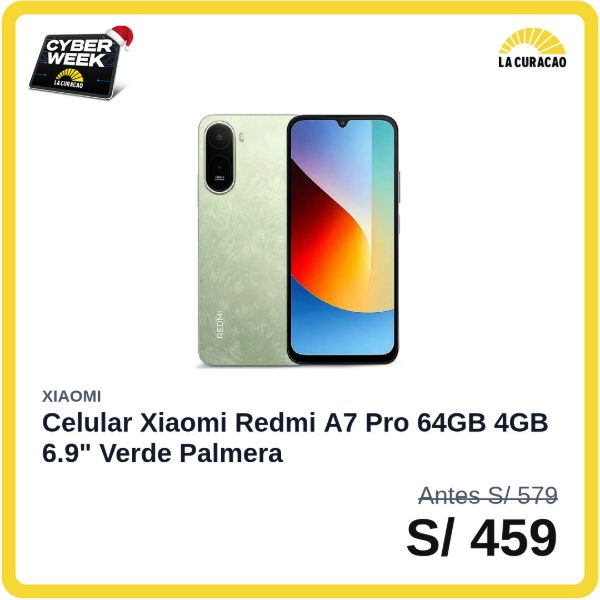 CYBER
WEEK
LA CURACAO
LA CURACAO
REDMI
XIAOMI
Celular Xiaomi Redmi A7 Pro 64GB 4GB
6.9" Verde Palmera
Antes S/ 579
S/ 459